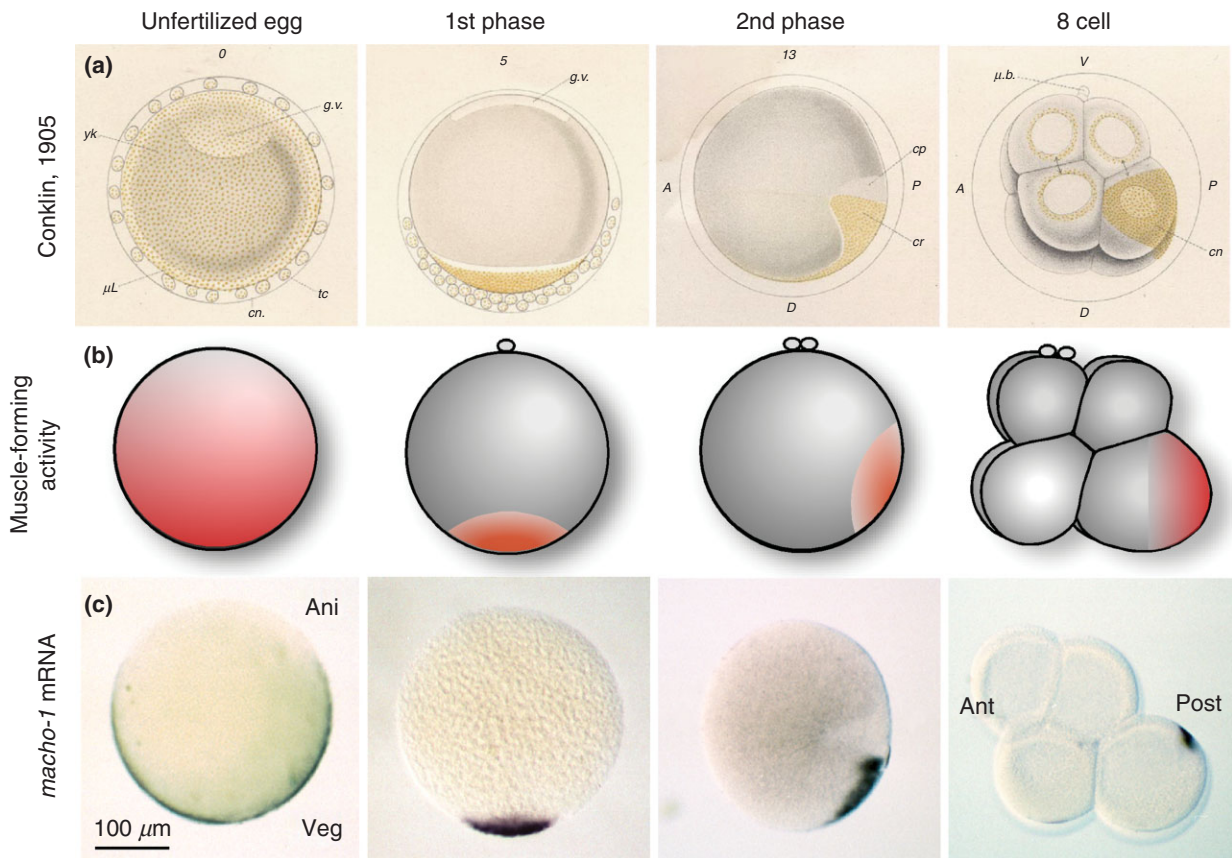 Unfertilized egg
1st phase
2nd phase
8 cell
Conklin, 1905
(a)
0
g.v.
yk
μL
cn.
tc
5
g.v.
13
A
cp
P
cr
D
V
μ.b.
A
P
cn
D
Muscle-forming
activity
(b)
macho-1 mRNA
(c)
Ani
Veg
100 μm
Ant
Post